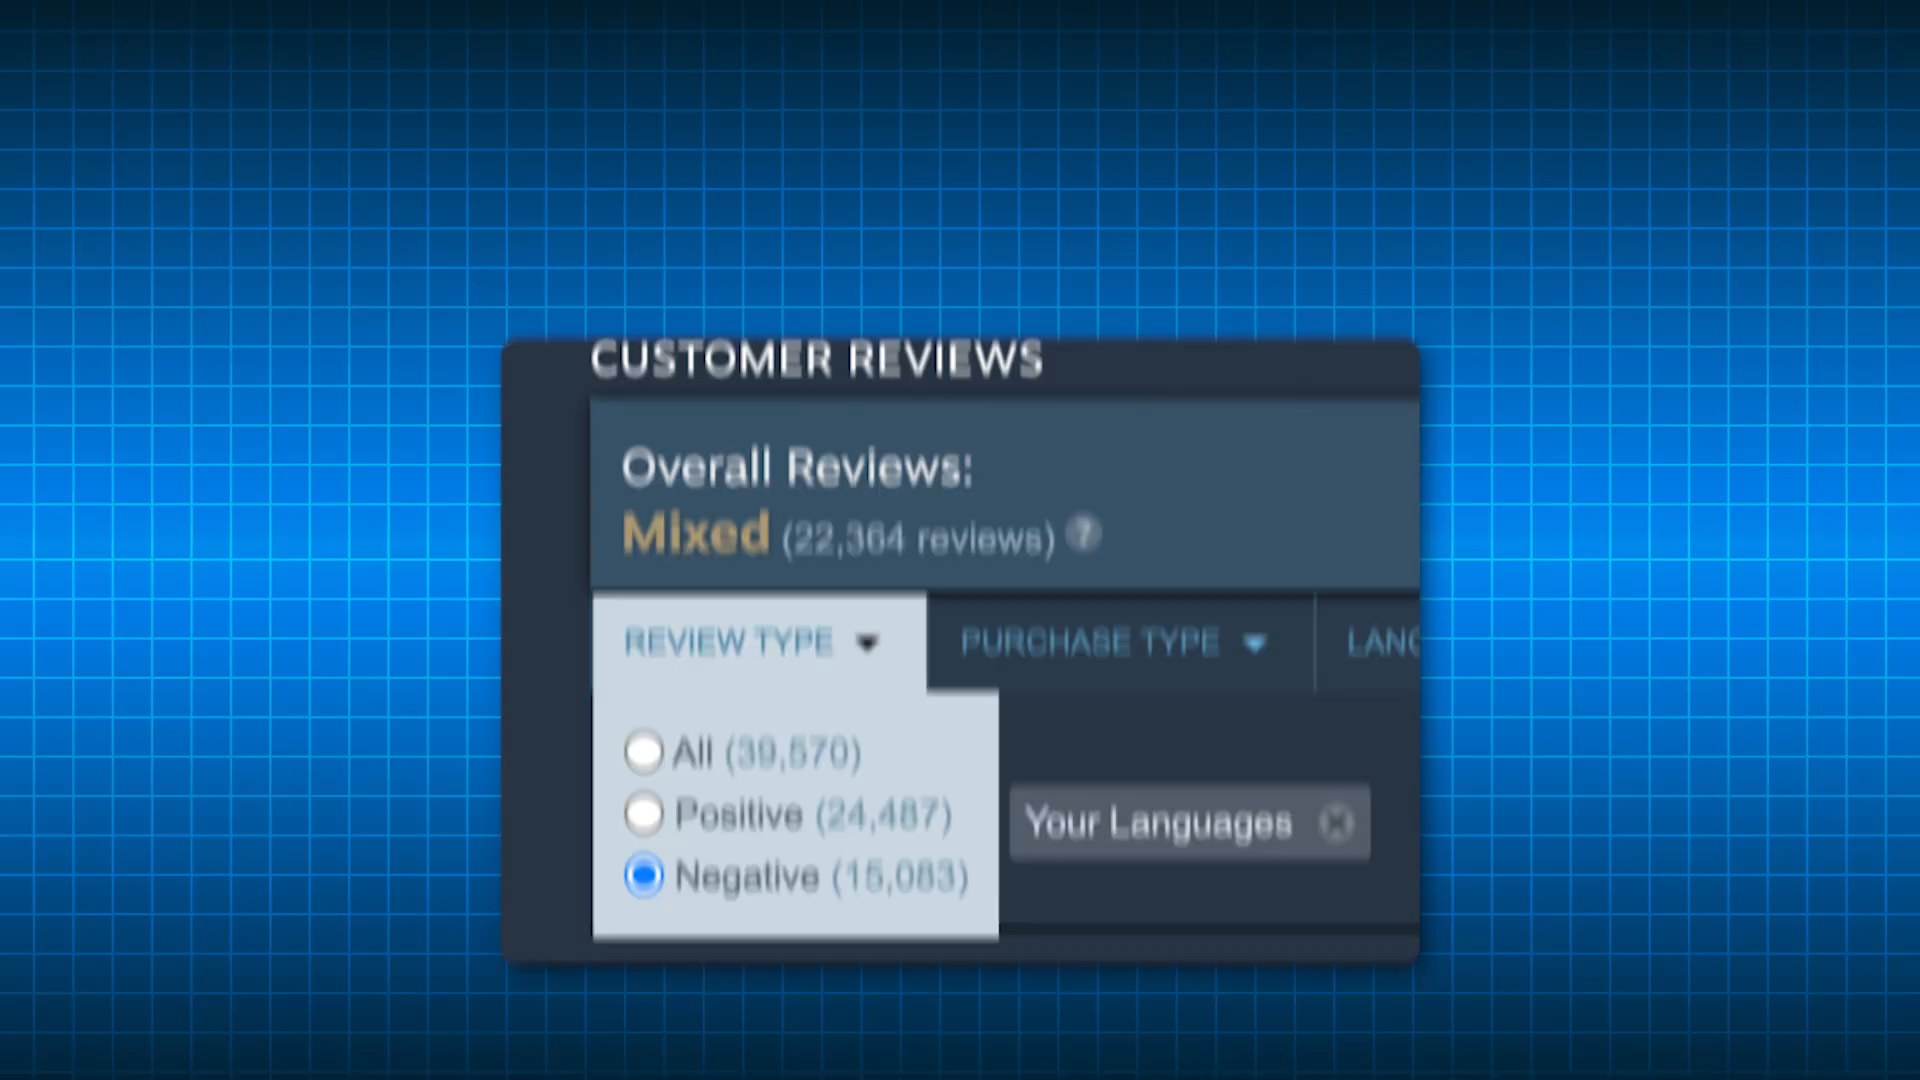 CUSTOMER REVIEWS
Overall Reviews:
Mixed (22,364 reviews) ?
REVIEW TYPE PURCHASE TYPE LANG
All (39,570)
Positive (24,487)
Your Languages
Negative (15,083)